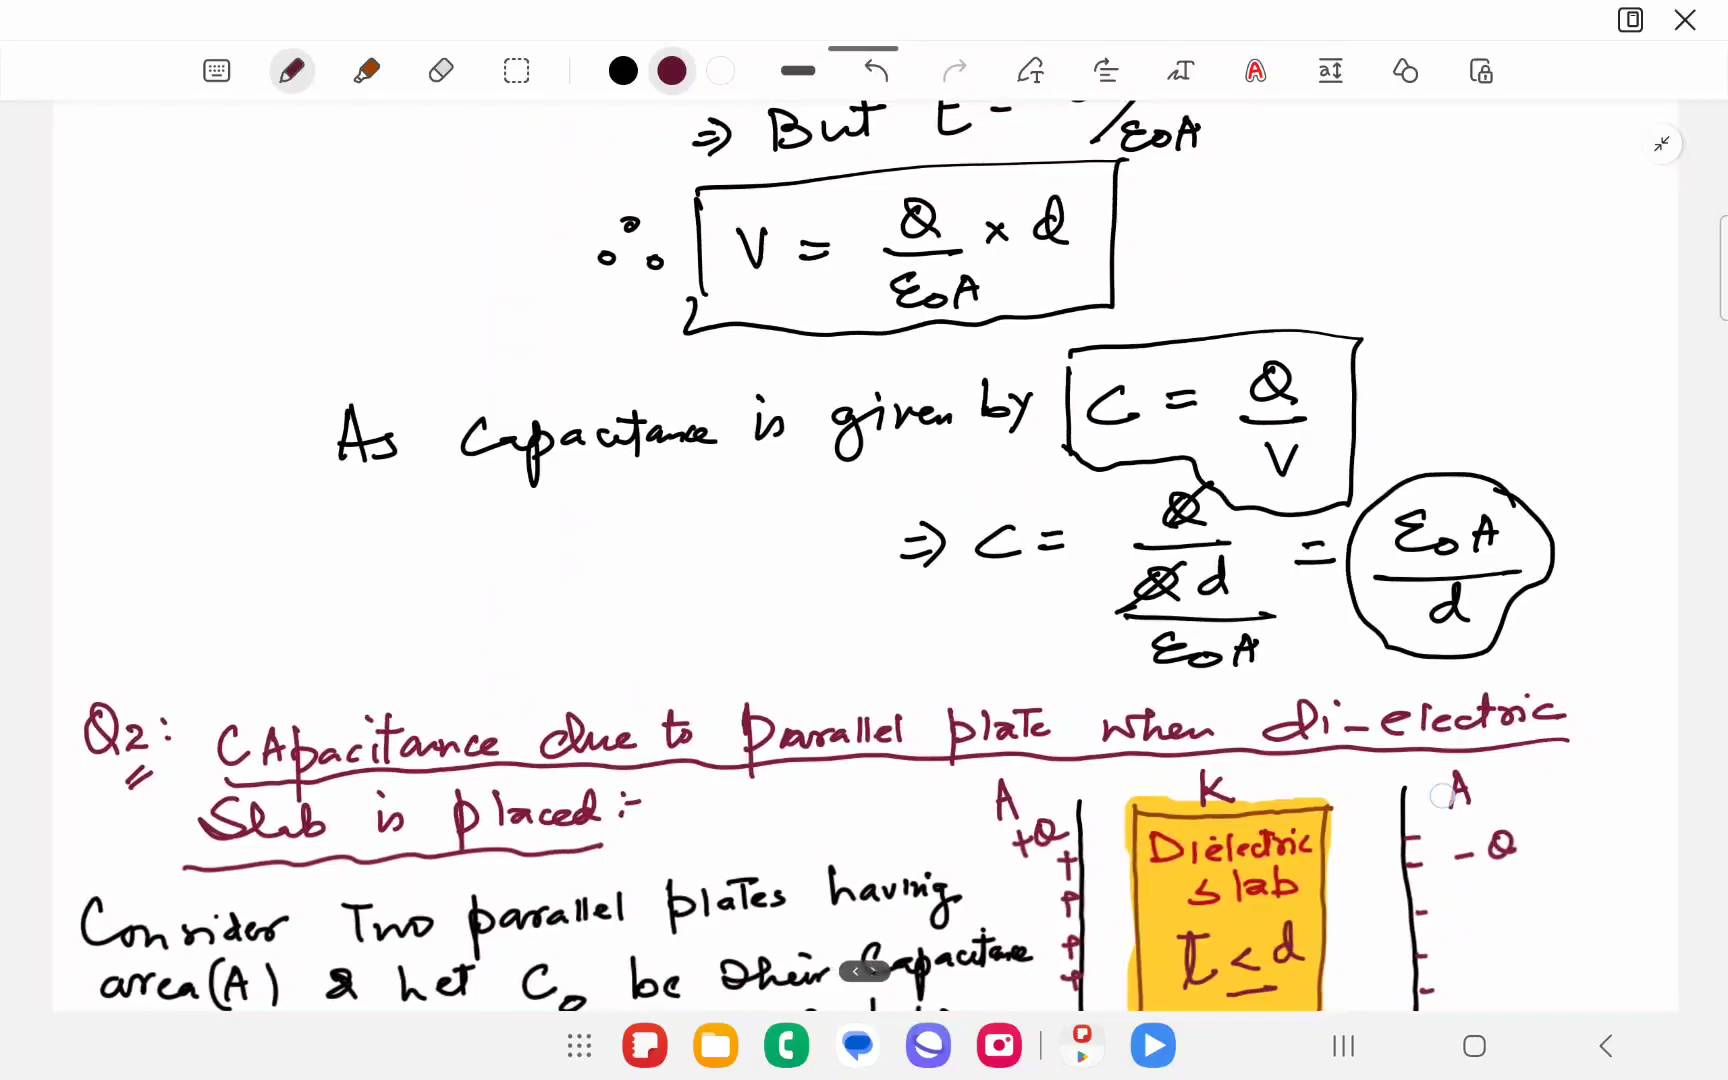 ⇒ But E = /ε₀A
∴ V = Q/ε₀A × d
As Capacitance is given by C = Q/V
⇒ C = Q/(Qd/ε₀A) = ε₀A/d
Q2: CApacitance due to parallel plate when di-electric
Slab is placed :-
A K A
+Q - Q
Dielectric
slab
t ≤ d
Consider Two parallel plates having
area(A) & Let C₀ be their Capacitance